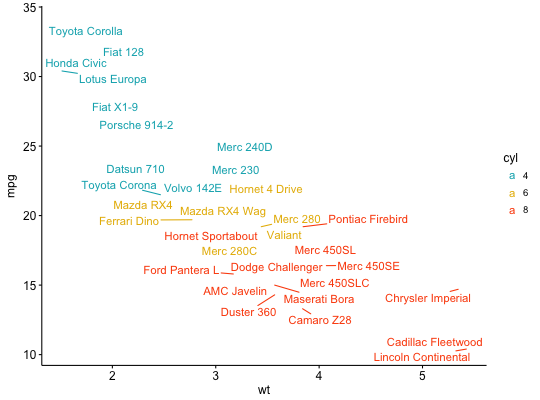 35
Toyota Corolla
Fiat 128
Honda Civic
30
Lotus Europa
Fiat X1-9
Porsche 914-2
25
Merc 240D
Datsun 710
Merc 230
Toyota Corona
Volvo 142E
Hornet 4 Drive
Mazda RX4
Mazda RX4 Wag
20
Ferrari Dino
Merc 280
Pontiac Firebird
Hornet Sportabout
Valiant
Merc 280C
Merc 450SL
Ford Pantera L
Dodge Challenger
Merc 450SE
15
AMC Javelin
Merc 450SLC
Maserati Bora
Chrysler Imperial
Duster 360
Camaro Z28
Cadillac Fleetwood
10
Lincoln Continental
mpg
2 3 4 5
wt
cyl
a 4
a 6
a 8